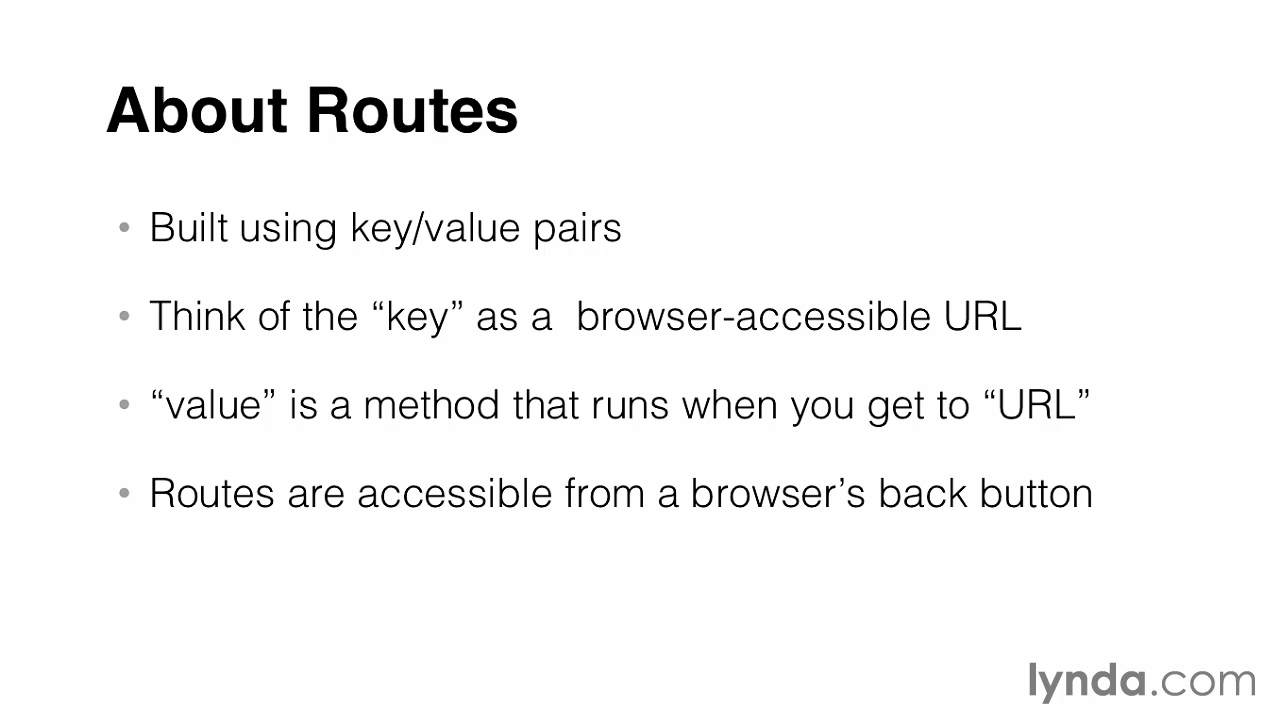 About Routes
• Built using key/value pairs
• Think of the “key” as a  browser-accessible URL
• “value” is a method that runs when you get to “URL”
• Routes are accessible from a browser’s back button
lynda.com